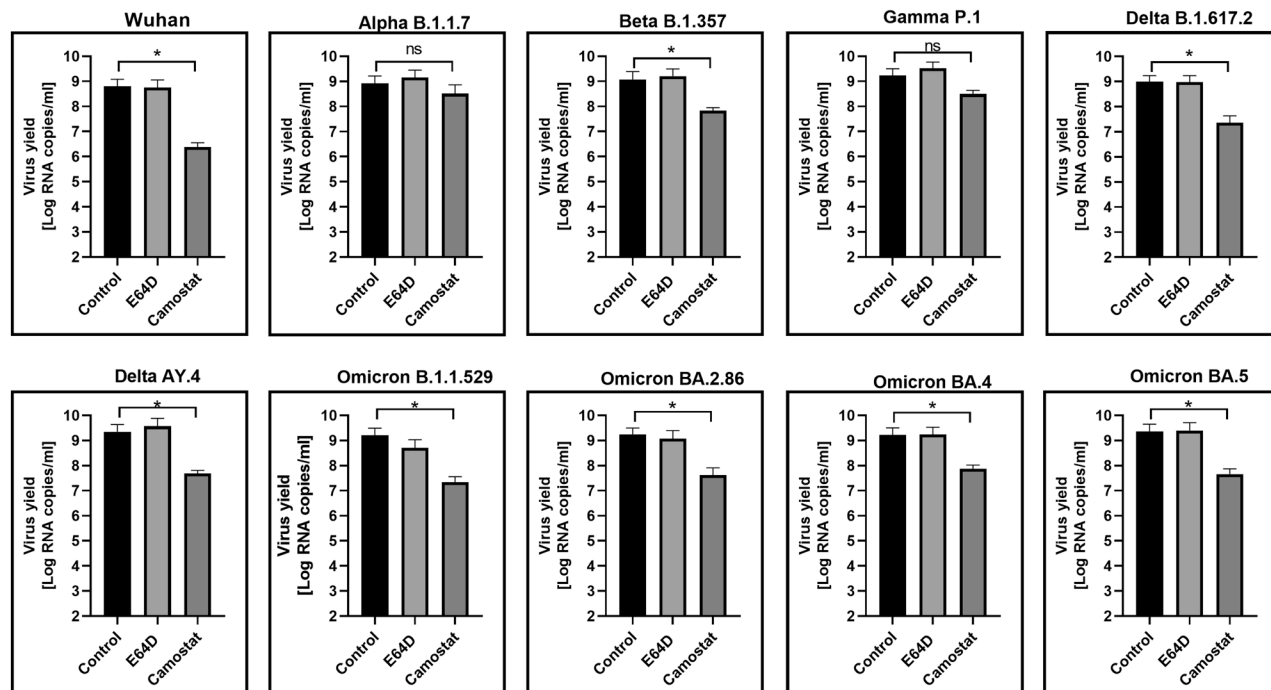 Wuhan
Virus yield
[Log RNA copies/ml]
10
9
8
7
6
5
4
3
2
*
Control
E64D
Camostat
Alpha B.1.1.7
Virus yield
[Log RNA copies/ml]
10
9
8
7
6
5
4
3
2
ns
Control
E64D
Camostat
Beta B.1.357
Virus yield
[Log RNA copies/ml]
10
9
8
7
6
5
4
3
2
*
Control
E64D
Camostat
Gamma P.1
Virus yield
[Log RNA copies/ml]
10
9
8
7
6
5
4
3
2
ns
Control
E64D
Camostat
Delta B.1.617.2
Virus yield
[Log RNA copies/ml]
10
9
8
7
6
5
4
3
2
*
Control
E64D
Camostat
Delta AY.4
Virus yield
[Log RNA copies/ml]
10
9
8
7
6
5
4
3
2
*
Control
E64D
Camostat
Omicron B.1.1.529
Virus yield
[Log RNA copies/ml]
10
9
8
7
6
5
4
3
2
*
Control
E64D
Camostat
Omicron BA.2.86
Virus yield
[Log RNA copies/ml]
10
9
8
7
6
5
4
3
2
*
Control
E64D
Camostat
Omicron BA.4
Virus yield
[Log RNA copies/ml]
10
9
8
7
6
5
4
3
2
*
Control
E64D
Camostat
Omicron BA.5
Virus yield
[Log RNA copies/ml]
10
9
8
7
6
5
4
3
2
*
Control
E64D
Camostat